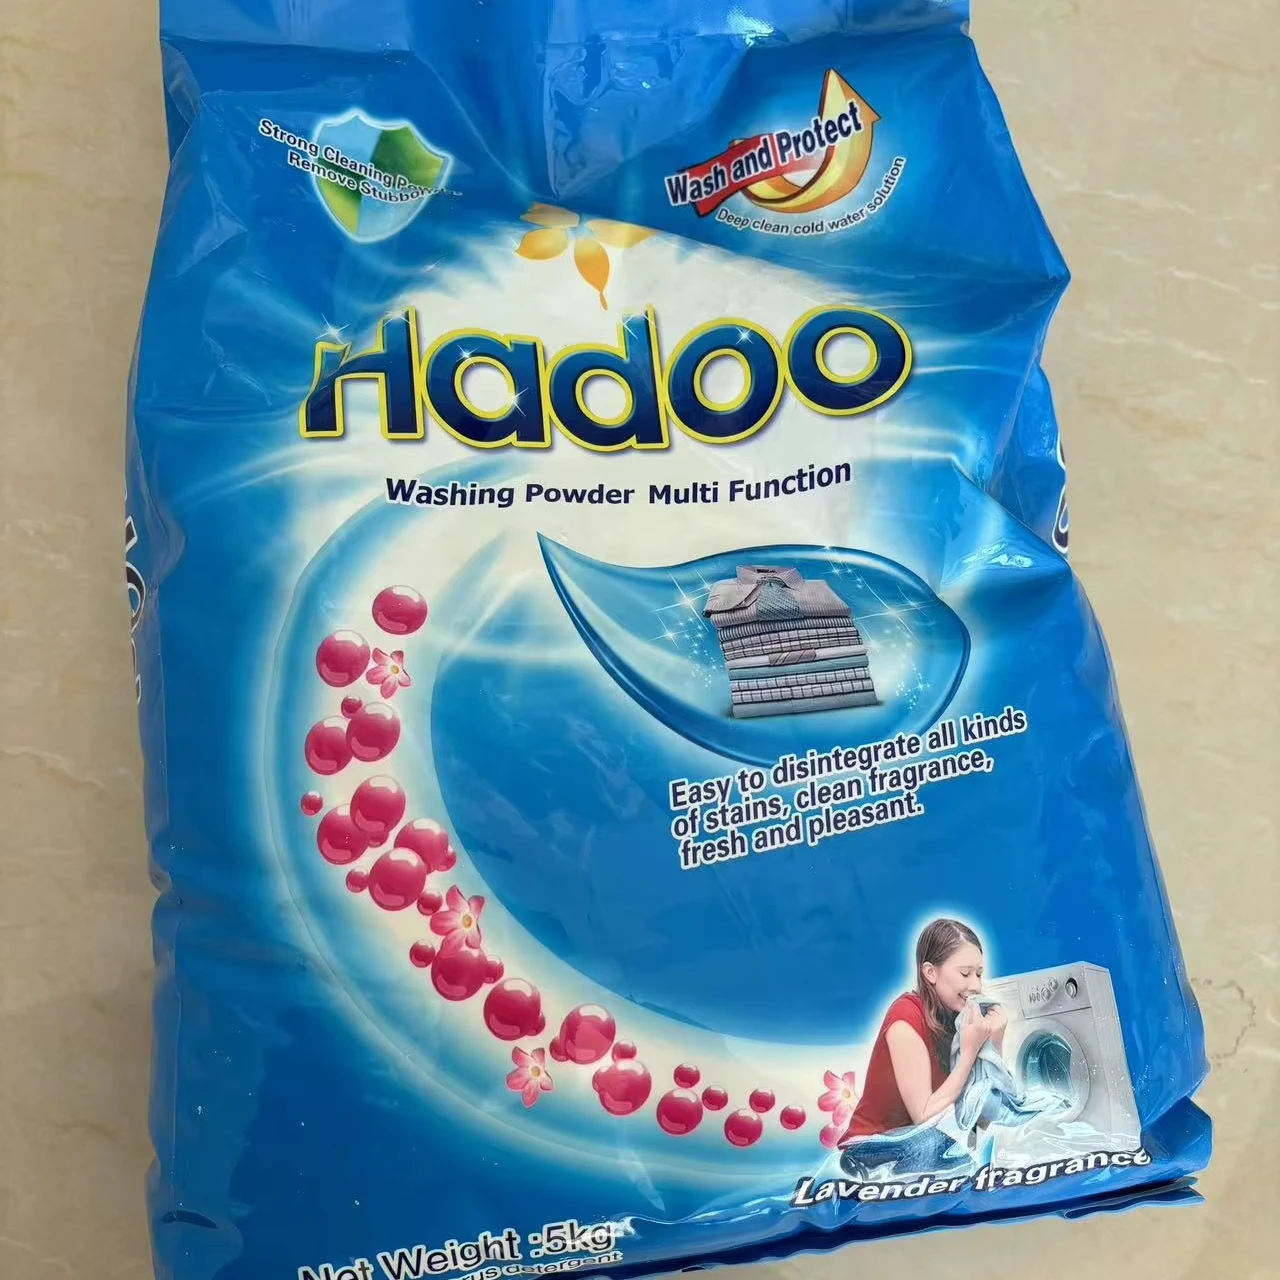 Strong Cleaning
Remove Stubborn
Wash and Protect
Deep clean cold water solution
Hadoo
Washing Powder Multi Function
Easy to disintegrate all kinds
of stains, clean fragrance,
fresh and pleasant.
Lavender fragrance
Net Weight :5kg
detergent